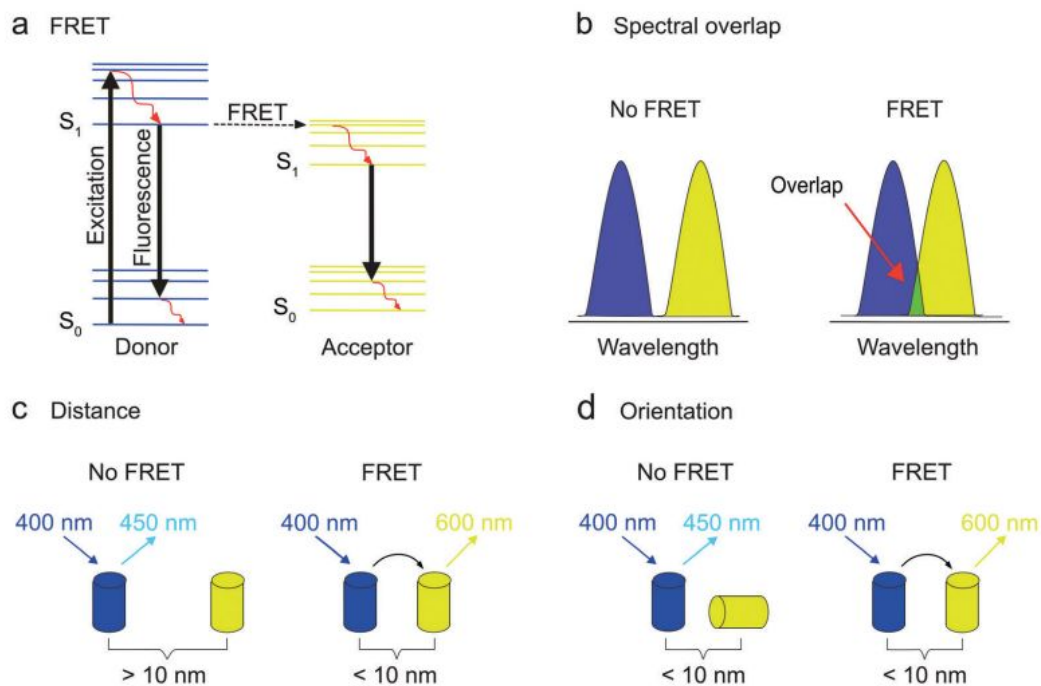 a FRET
S1
S0
Excitation
Fluorescence
FRET
S1
S0
Donor
Acceptor
b Spectral overlap
No FRET
FRET
Overlap
Wavelength
Wavelength
c Distance
No FRET
FRET
400 nm
450 nm
400 nm
600 nm
> 10 nm
< 10 nm
d Orientation
No FRET
FRET
400 nm
450 nm
400 nm
600 nm
< 10 nm
< 10 nm